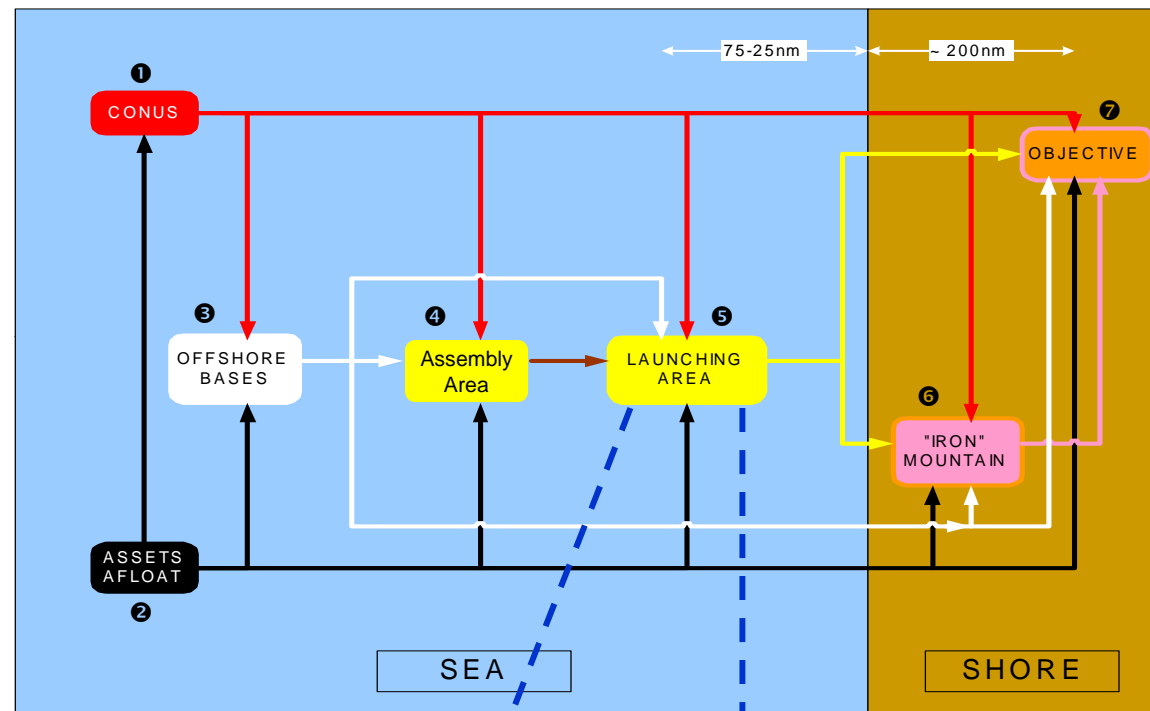 75-25nm
~ 200nm
❶
CONUS
❼
OBJECTIVE
❸
OFFSHORE
BASES
❹
Assembly
Area
❺
LAUNCHING
AREA
❻
"IRON"
MOUNTAIN
ASSETS
AFLOAT
❷
SEA
SHORE